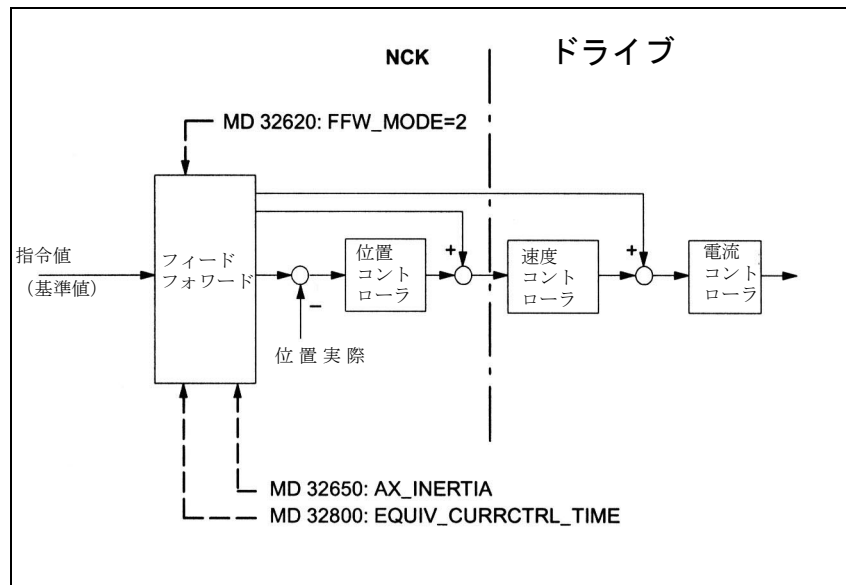 NCK
ドライブ
MD 32620: FFW_MODE=2
指令値
(基準値)
フィード
フォワード
位置
コント
ローラ
速度
コント
ローラ
電流
コント
ローラ
+
+
−
位置実際
MD 32650: AX_INERTIA
MD 32800: EQUIV_CURRCTRL_TIME